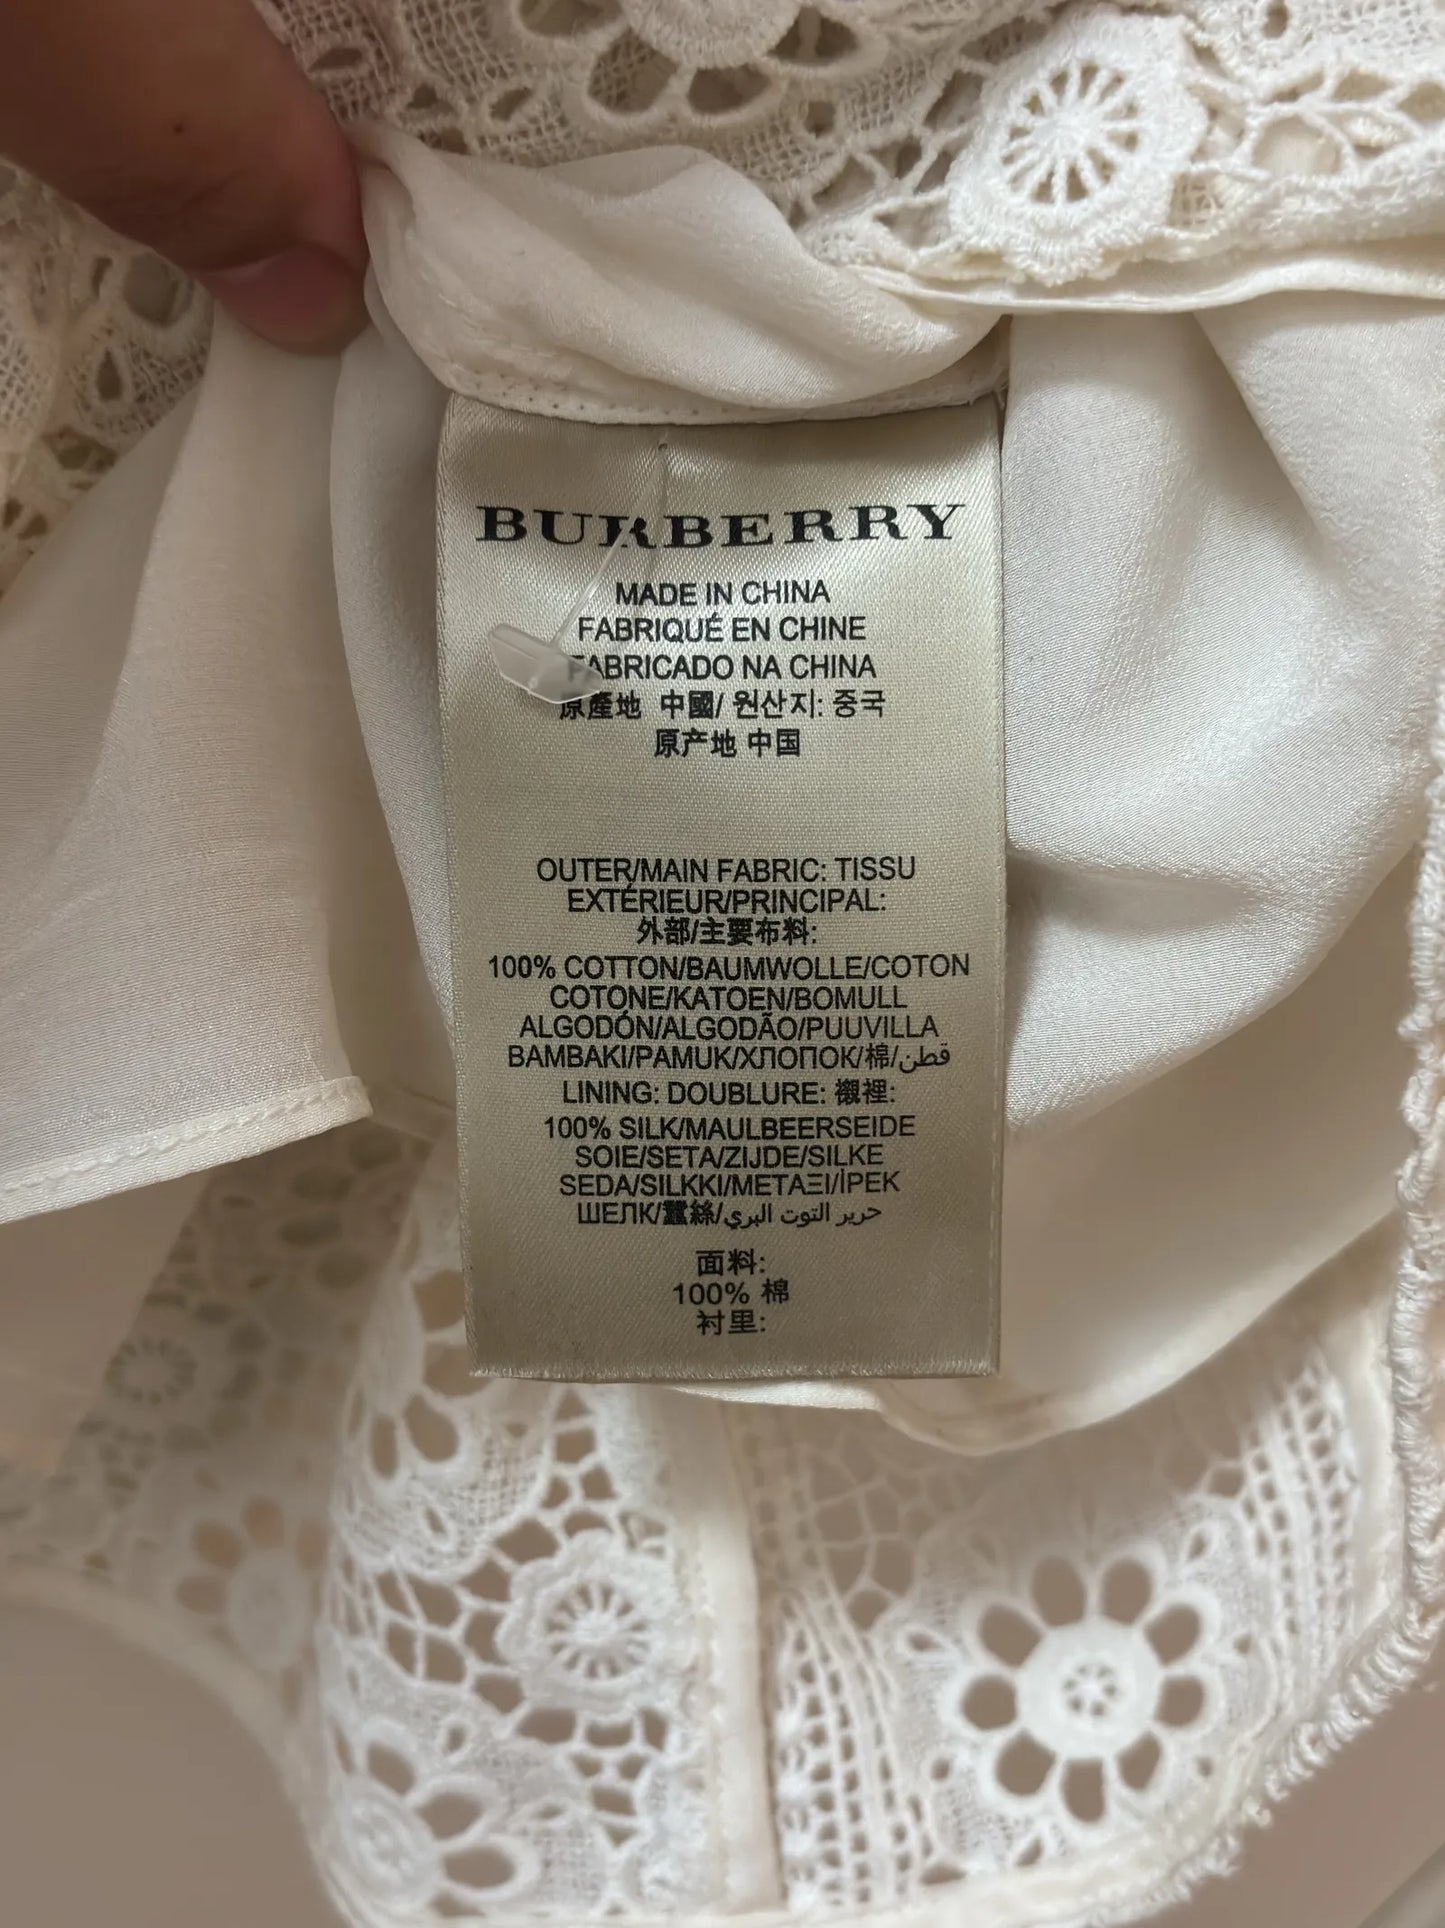 BURBERRY
MADE IN CHINA
FABRIQUÉ EN CHINE
FABRICADO NA CHINA
原產地 中國/ 원산지: 중국
原产地 中国
OUTER/MAIN FABRIC: TISSU
EXTÉRIEUR/PRINCIPAL:
外部/主要布料:
100% COTTON/BAUMWOLLE/COTON
COTONE/KATOEN/BOMULL
ALGODÓN/ALGODÃO/PUUVILLA
BAMBAKI/PAMUK/ХЛОПОК/棉/قطن
LINING: DOUBLURE: 襯裡:
100% SILK/MAULBEERSEIDE
SOIE/SETA/ZIJDE/SILKE
SEDA/SILKKI/ΜΕΤΑΞΙ/İPEK
ШЕЛК/蠶絲/حرير التوت البري
面料:
100% 棉
衬里: